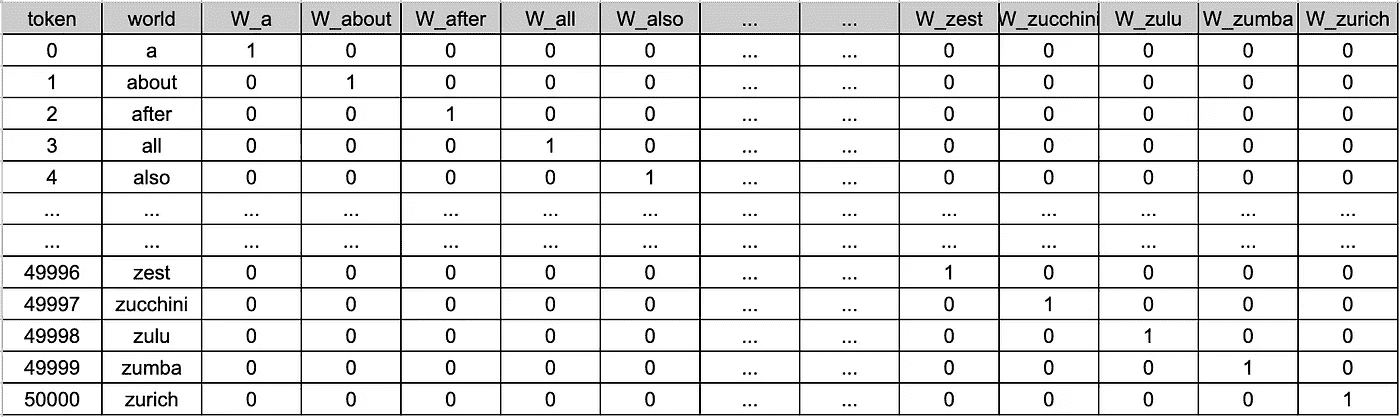 token world W_a W_about W_after W_all W_also ... ... W_zest W_zucchini W_zulu W_zumba W_zurich
0 a 1 0 0 0 0 ... ... 0 0 0 0 0
1 about 0 1 0 0 0 ... ... 0 0 0 0 0
2 after 0 0 1 0 0 ... ... 0 0 0 0 0
3 all 0 0 0 1 0 ... ... 0 0 0 0 0
4 also 0 0 0 0 1 ... ... 0 0 0 0 0
... ... ... ... ... ... ... ... ... ... ... ... ... ...
... ... ... ... ... ... ... ... ... ... ... ... ... ...
49996 zest 0 0 0 0 0 ... ... 1 0 0 0 0
49997 zucchini 0 0 0 0 0 ... ... 0 1 0 0 0
49998 zulu 0 0 0 0 0 ... ... 0 0 1 0 0
49999 zumba 0 0 0 0 0 ... ... 0 0 0 1 0
50000 zurich 0 0 0 0 0 ... ... 0 0 0 0 1